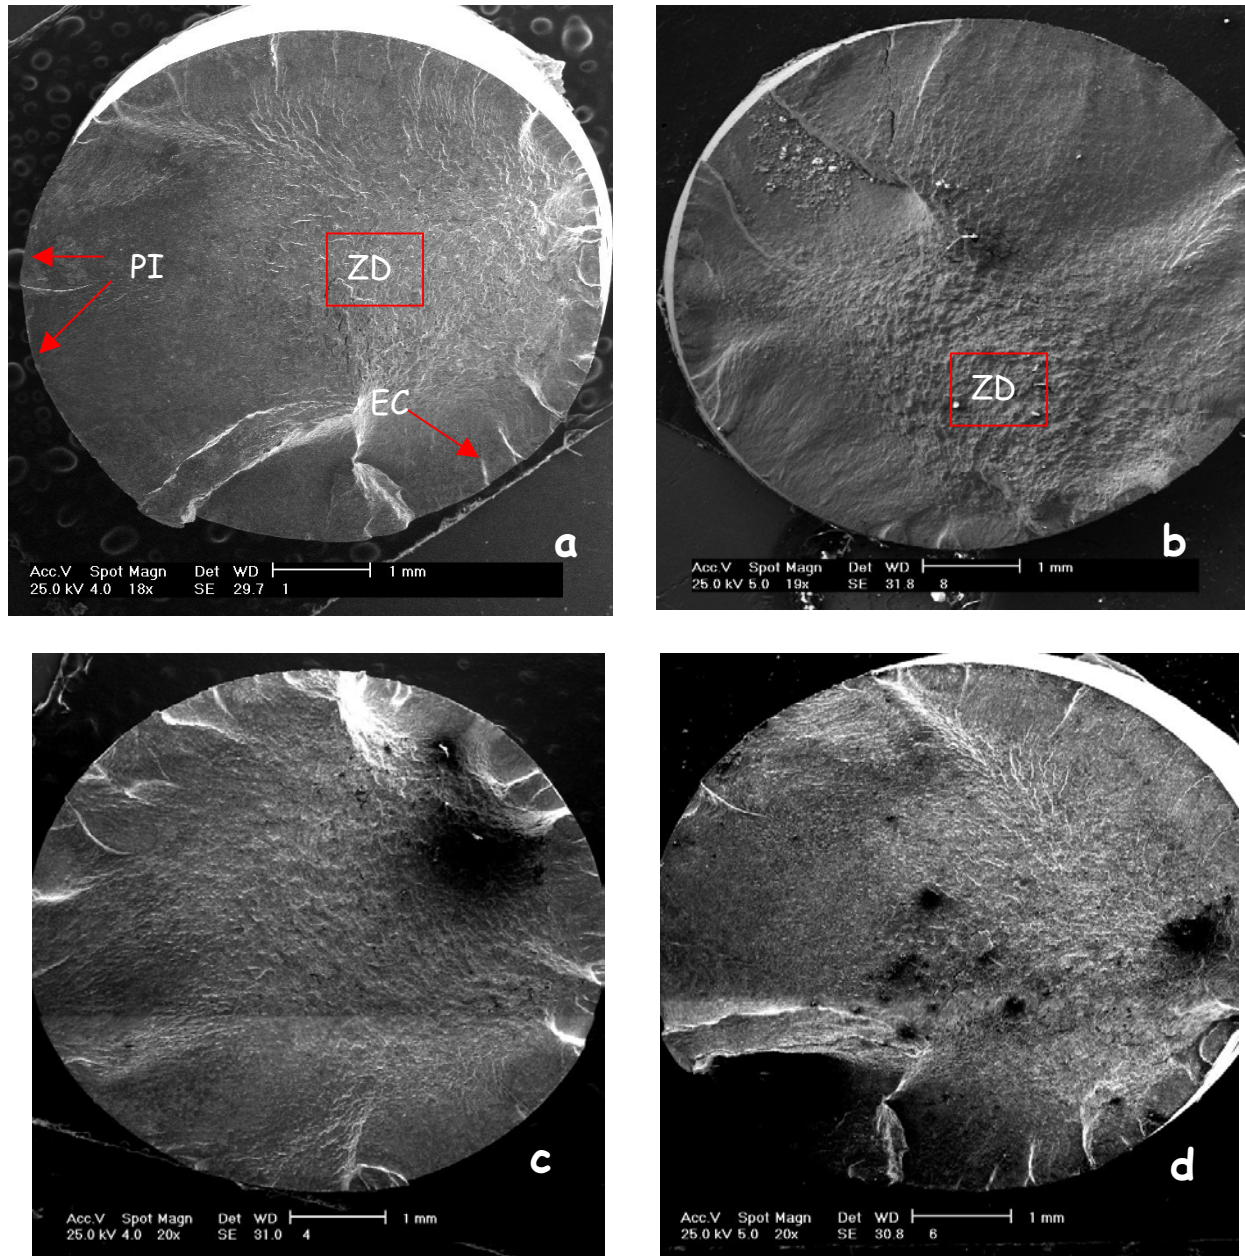 PI
ZD
EC
a
Acc.V Spot Magn Det WD 1 mm
25.0 kV 4.0 18x SE 29.7 1
ZD
b
Acc.V Spot Magn Det WD 1 mm
25.0 kV 5.0 19x SE 31.8 8
c
Acc.V Spot Magn Det WD 1 mm
25.0 kV 4.0 20x SE 31.0 4
d
Acc.V Spot Magn Det WD 1 mm
25.0 kV 5.0 20x SE 30.8 6